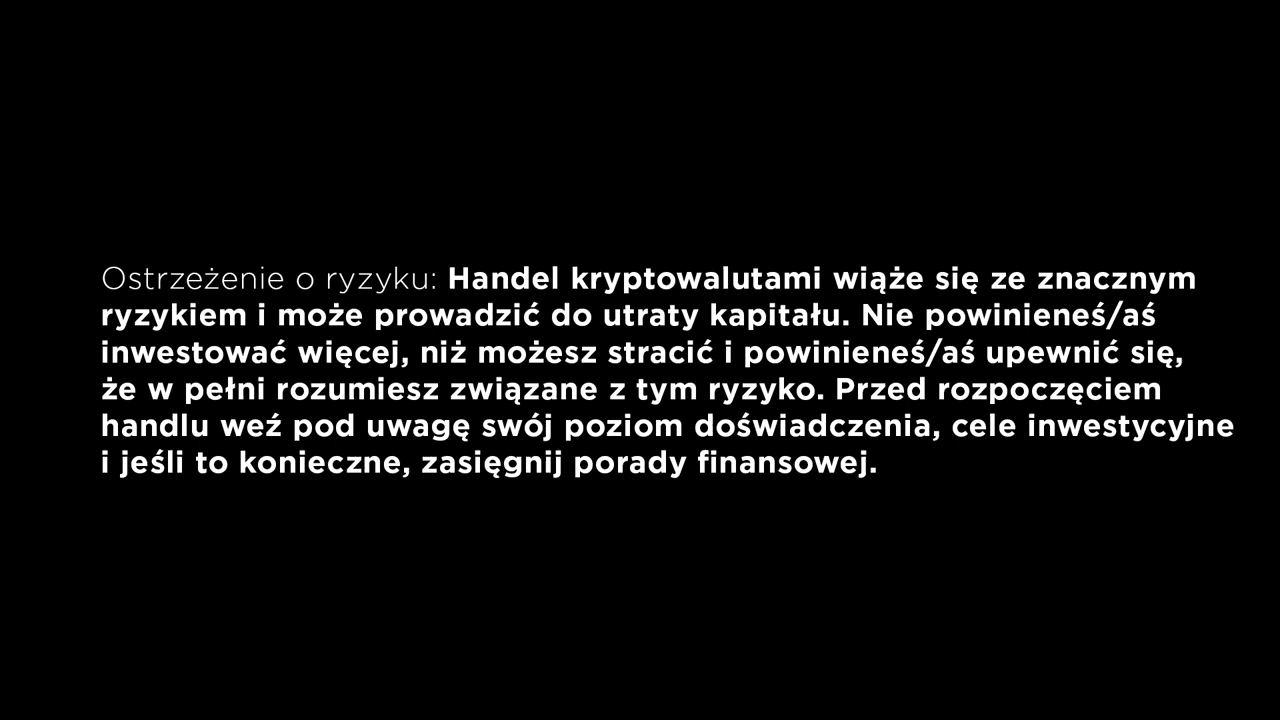 Ostrzeżenie o ryzyku: Handel kryptowalutami wiąże się ze znacznym
ryzykiem i może prowadzić do utraty kapitału. Nie powinieneś/aś
inwestować więcej, niż możesz stracić i powinieneś/aś upewnić się,
że w pełni rozumiesz związane z tym ryzyko. Przed rozpoczęciem
handlu weź pod uwagę swój poziom doświadczenia, cele inwestycyjne
i jeśli to konieczne, zasięgnij porady finansowej.